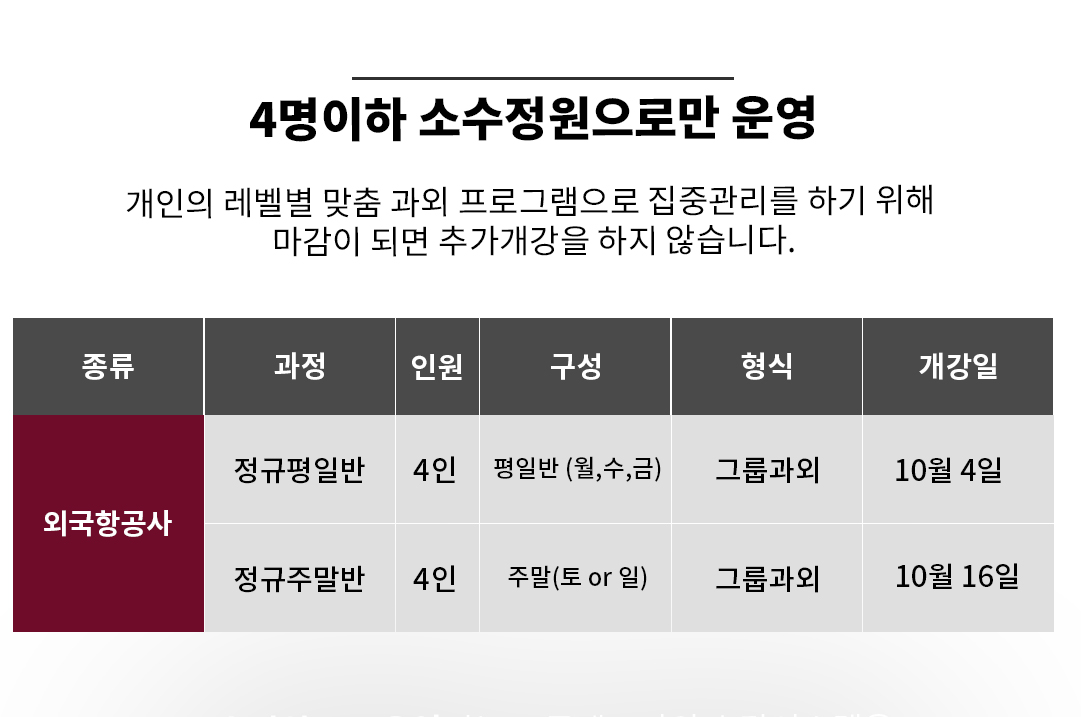 4명이하 소수정원으로만 운영
개인의 레벨별 맞춤 과외 프로그램으로 집중관리를 하기 위해
마감이 되면 추가개강을 하지 않습니다.
종류 과정 인원 구성 형식 개강일
외국항공사
정규평일반 4인 평일반 (월,수,금) 그룹과외 10월 4일
정규주말반 4인 주말(토 or 일) 그룹과외 10월 16일